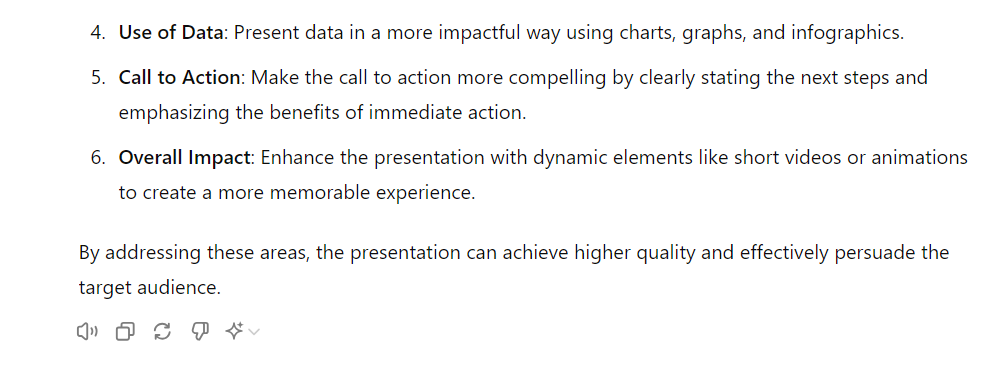 4. Use of Data: Present data in a more impactful way using charts, graphs, and infographics.
5. Call to Action: Make the call to action more compelling by clearly stating the next steps and
emphasizing the benefits of immediate action.
6. Overall Impact: Enhance the presentation with dynamic elements like short videos or animations
to create a more memorable experience.
By addressing these areas, the presentation can achieve higher quality and effectively persuade the
target audience.